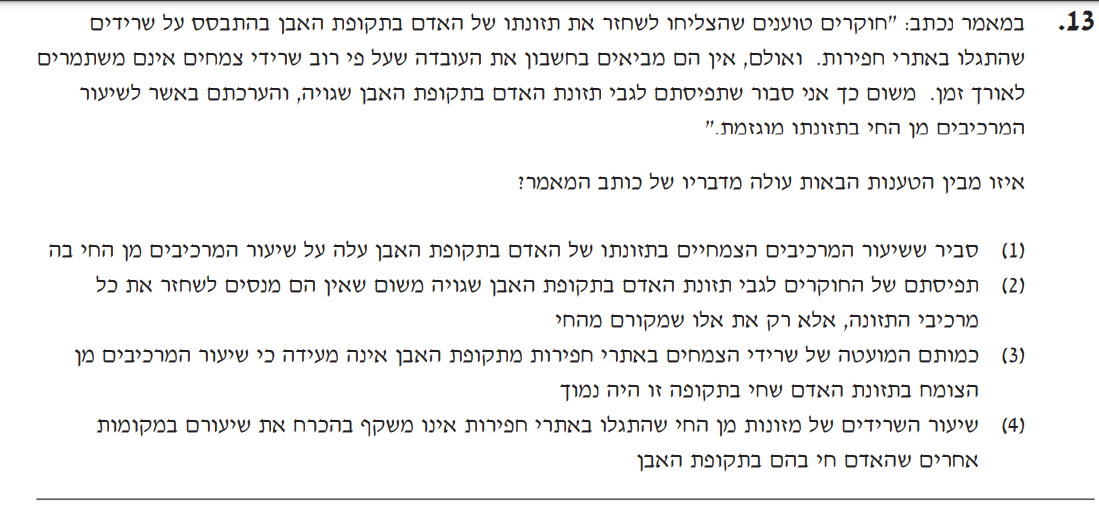 13. במאמר נכתב: "חוקרים טוענים שהצליחו לשחזר את תזונתו של האדם בתקופת האבן בהתבסס על שרידים
שהתגלו באתרי חפירות. ואולם, אין הם מביאים בחשבון את העובדה שעל פי רוב שרידי צמחים אינם משתמרים
לאורך זמן. משום כך אני סבור שתפיסתם לגבי תזונת האדם בתקופת האבן שגויה, והערכתם באשר לשיעור
המרכיבים מן החי בתזונתו מוגזמת."
איזו מבין הטענות הבאות עולה מדבריו של כותב המאמר?
(1) סביר ששיעור המרכיבים הצמחיים בתזונתו של האדם בתקופת האבן עלה על שיעור המרכיבים מן החי בה
(2) תפיסתם של החוקרים לגבי תזונת האדם בתקופת האבן שגויה משום שאין הם מנסים לשחזר את כל
מרכיבי התזונה, אלא רק את אלו שמקורם מהחי
(3) כמותם המועטה של שרידי הצמחים באתרי חפירות מתקופת האבן אינה מעידה כי שיעור המרכיבים מן
הצומח בתזונת האדם שחי בתקופה זו היה נמוך
(4) שיעור השרידים של מזונות מן החי שהתגלו באתרי חפירות אינו משקף בהכרח את שיעורם במקומות
אחרים שהאדם חי בהם בתקופת האבן